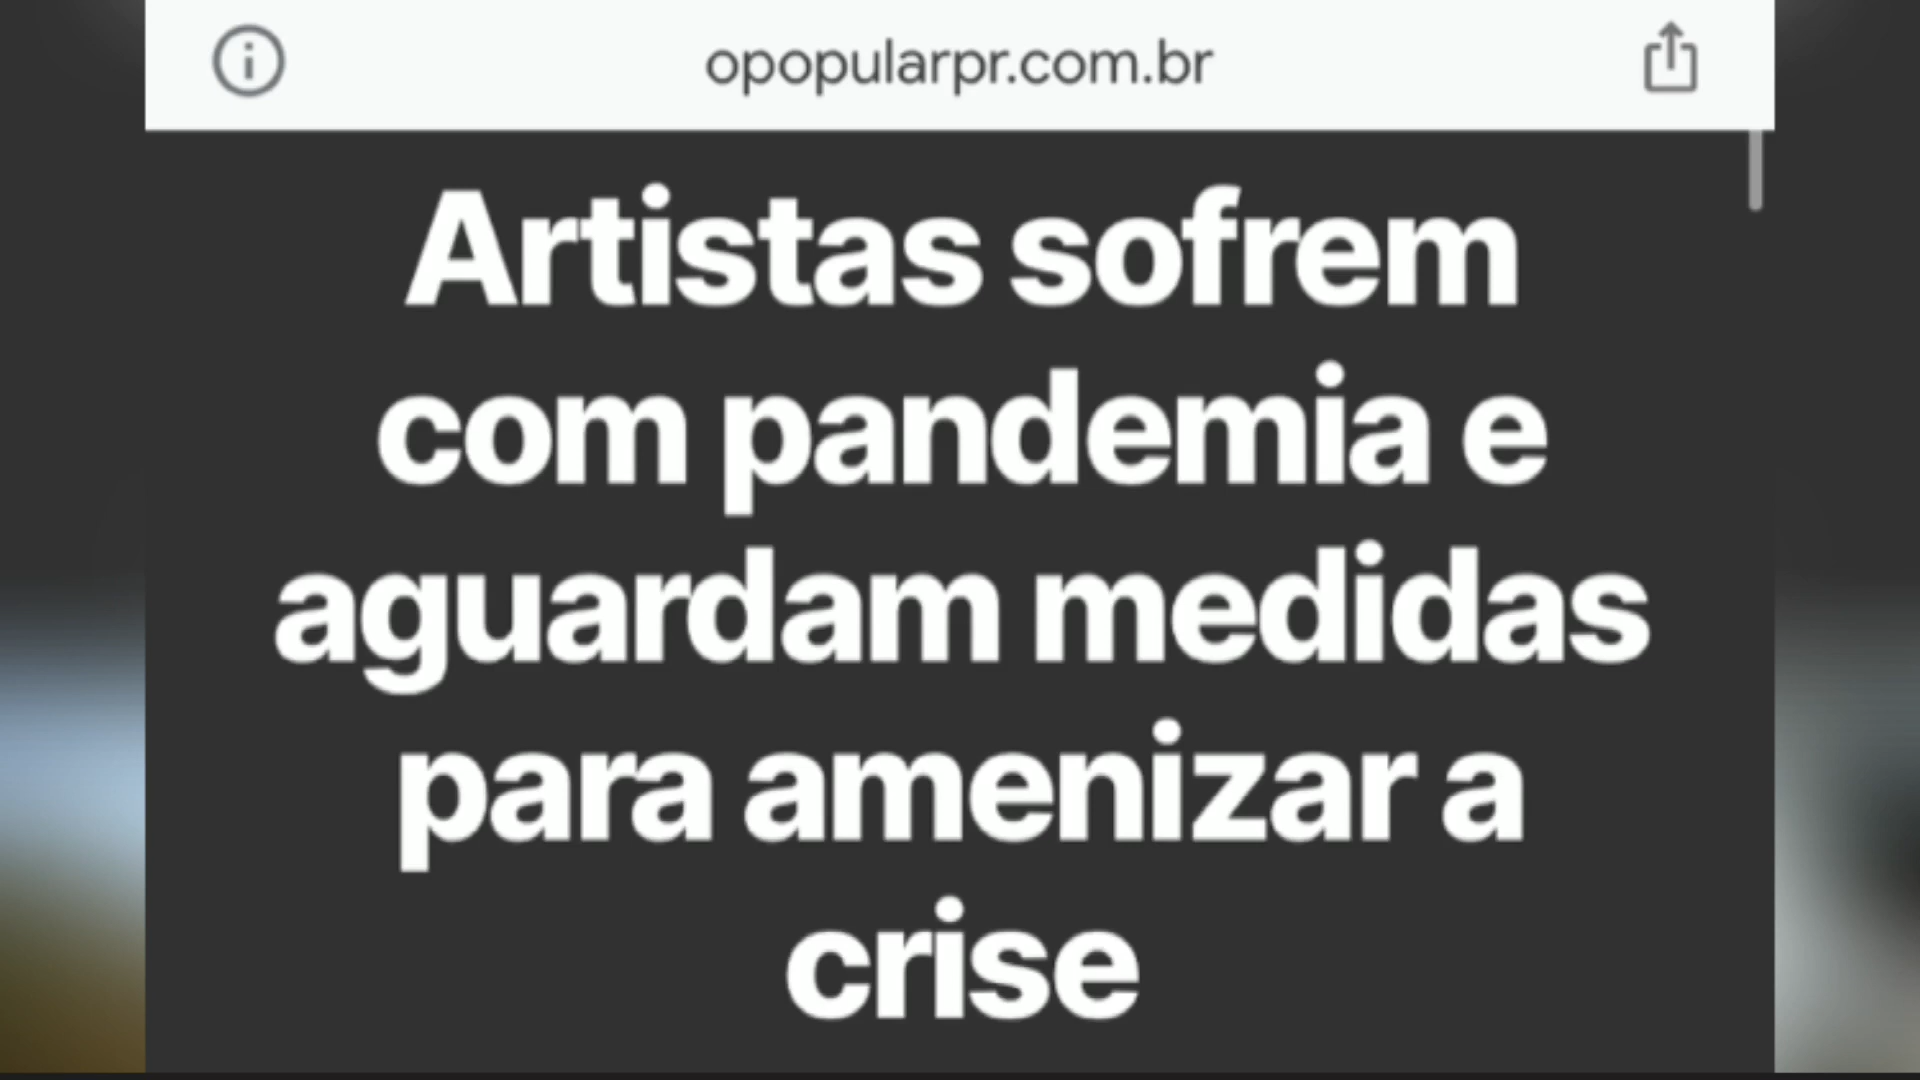 opopularpr.com.br
Artistas sofrem
com pandemia e
aguardam medidas
para amenizar a
crise